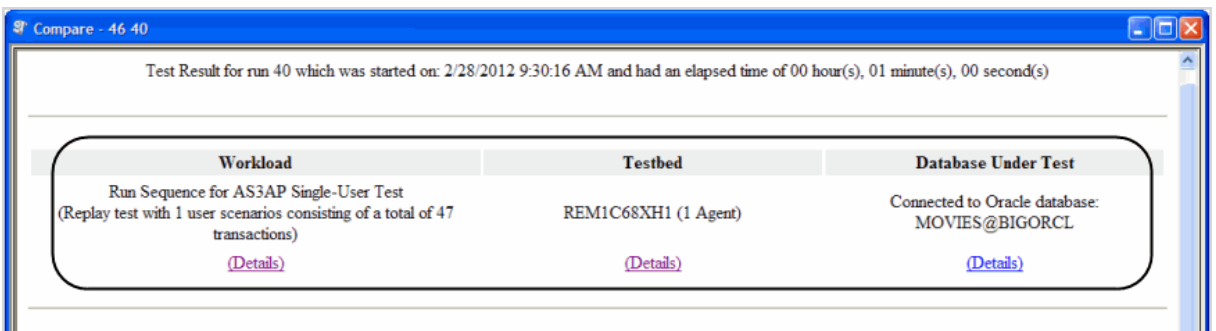 Compare - 46 40
Test Result for run 40 which was started on: 2/28/2012 9:30:16 AM and had an elapsed time of 00 hour(s), 01 minute(s), 00 second(s)
Workload Testbed Database Under Test
Run Sequence for AS3AP Single-User Test
(Replay test with 1 user scenarios consisting of a total of 47
transactions)
(Details)
REM1C68XH1 (1 Agent)
(Details)
Connected to Oracle database:
MOVIES@BIGORCL
(Details)